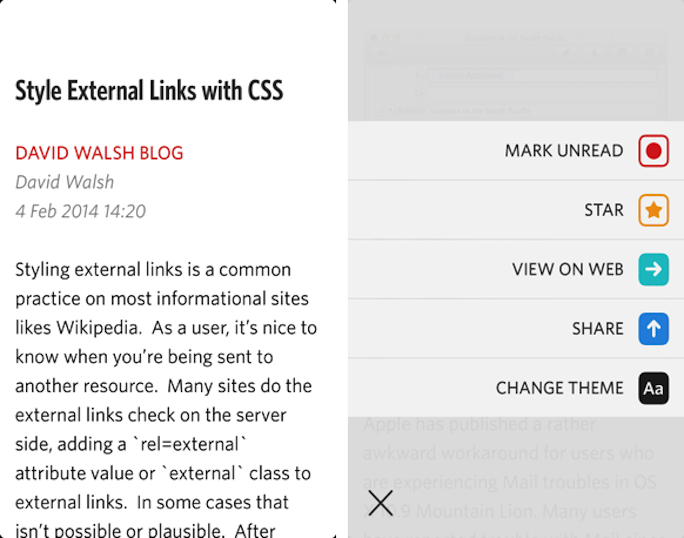 Style External Links with CSS
DAVID WALSH BLOG
David Walsh
4 Feb 2014 14:20
Styling external links is a common
practice on most informational sites
likes Wikipedia.  As a user, it's nice to
know when you're being sent to
another resource.  Many sites do the
external links check on the server
side, adding a `rel=external`
attribute value or `external` class to
external links.  In some cases that
isn't possible or plausible.  After
MARK UNREAD
STAR
VIEW ON WEB
SHARE
CHANGE THEME
Aa
Apple has published a rather
awkward workaround for users who
are experiencing Mail troubles in OS
X 10.9 Mountain Lion. Many users